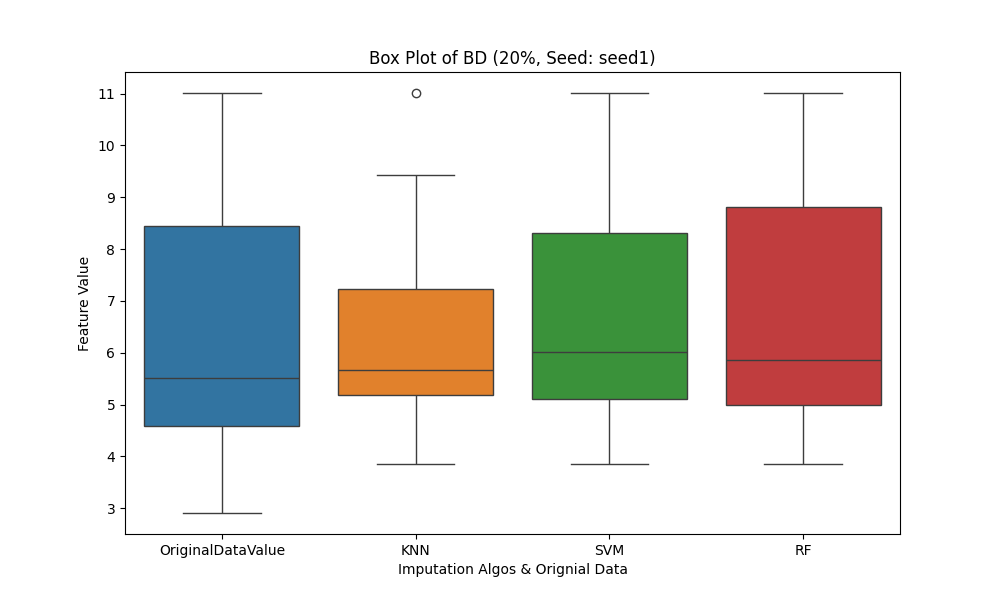 Box Plot of BD (20%, Seed: seed1)
11
10
9
8
7
6
5
4
3
Feature Value
OriginalDataValue KNN SVM RF
Imputation Algos & Orignial Data